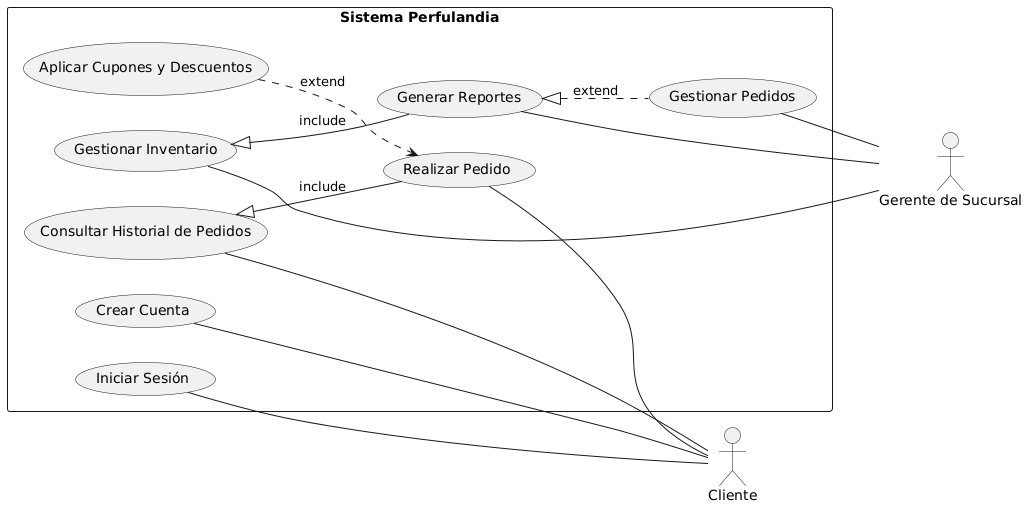 Sistema Perfulandia
Aplicar Cupones y Descuentos
extend
Generar Reportes
extend
Gestionar Pedidos
include
Gestionar Inventario
Realizar Pedido
include
Gerente de Sucursal
Consultar Historial de Pedidos
Crear Cuenta
Iniciar Sesión
Cliente